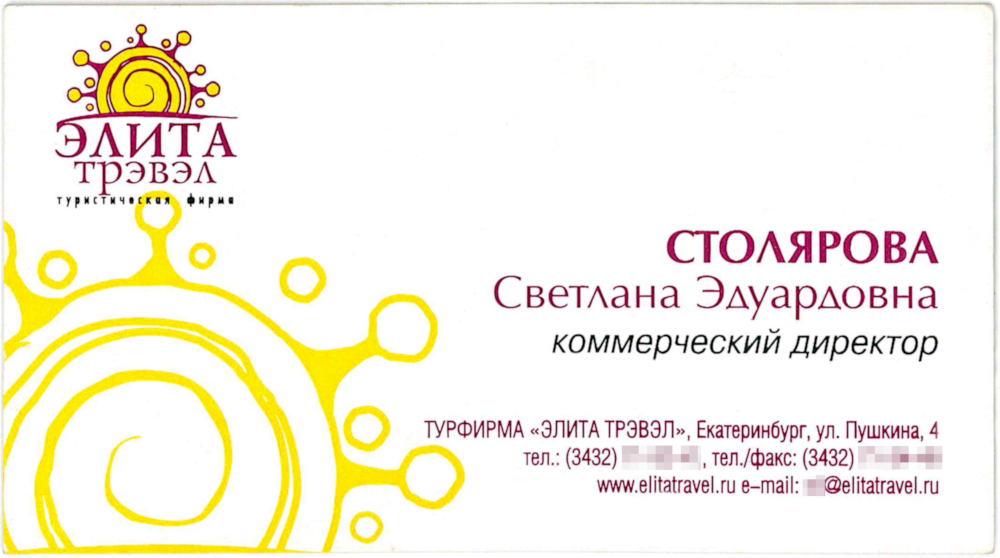 ЭЛИТА
ТРЭВЭЛ
туристическая фирма
СТОЛЯРОВА
Светлана Эдуардовна
коммерческий директор
ТУРФИРМА «ЭЛИТА ТРЭВЭЛ», Екатеринбург, ул. Пушкина, 4
тел.: (3432) , тел./факс: (3432)
www.elitatravel.ru e–mail: @elitatravel.ru